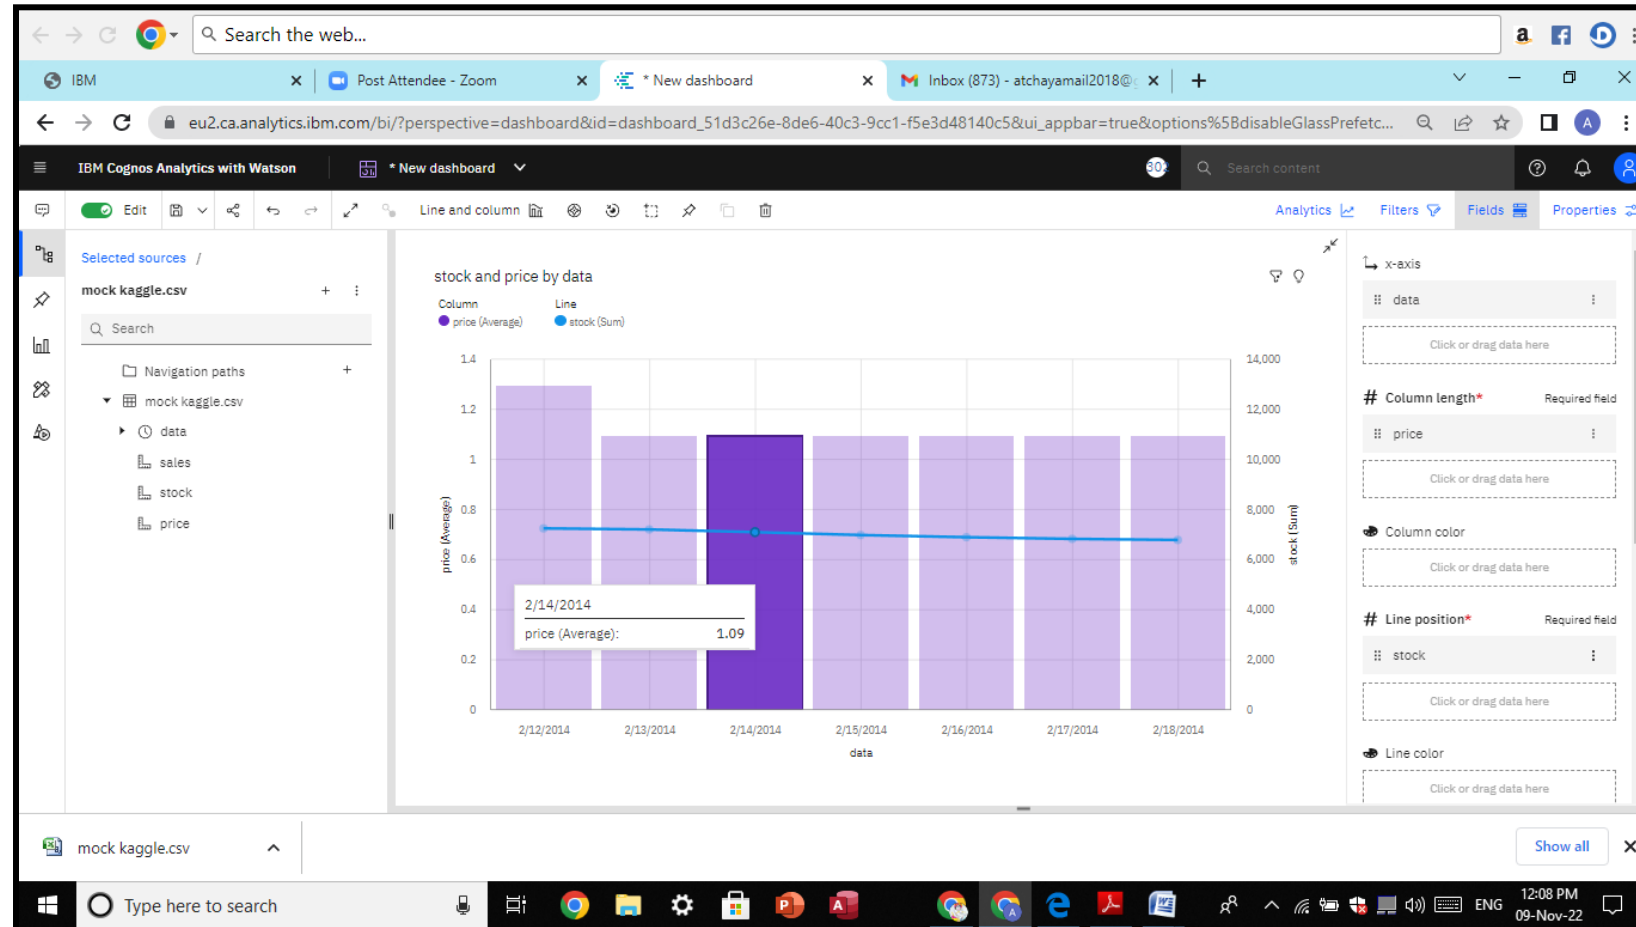 Search the web...
IBM
Post Attendee - Zoom
* New dashboard
Inbox (873) - atchayamail2018@g
eu2.ca.analytics.ibm.com/bi/?perspective=dashboard&id=dashboard_51d3c26e-8de6-40c3-9cc1-f5e3d48140c5&ui_appbar=true&options%5BdisableGlassPrefetc...
A
IBM Cognos Analytics with Watson
* New dashboard
302
Search content
Edit
Line and column
Analytics
Filters
Fields
Properties
Selected sources /
mock kaggle.csv
Search
Navigation paths
mock kaggle.csv
data
sales
stock
price
stock and price by data
Column
Line
price (Average)
stock (Sum)
1.4
1.2
1
0.8
0.6
0.4
0.2
0
price (Average)
14,000
12,000
10,000
8,000
6,000
4,000
2,000
0
stock (Sum)
2/14/2014
price (Average): 1.09
2/12/2014
2/13/2014
2/14/2014
2/15/2014
2/16/2014
2/17/2014
2/18/2014
data
x-axis
data
Click or drag data here
Column length* Required field
price
Click or drag data here
Column color
Click or drag data here
Line position* Required field
stock
Click or drag data here
Line color
Click or drag data here
mock kaggle.csv
Show all
Type here to search
ENG
12:08 PM
09-Nov-22